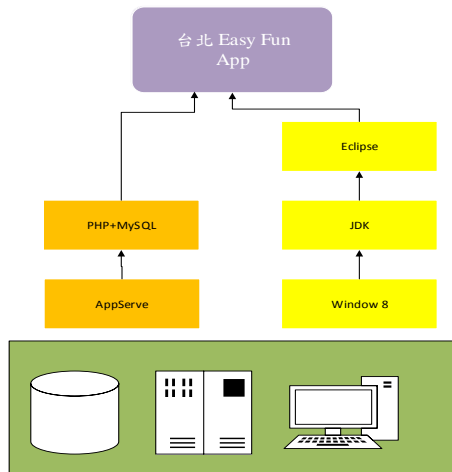 台北 Easy Fun
App
Eclipse
PHP+MySQL
JDK
AppServe
Window 8